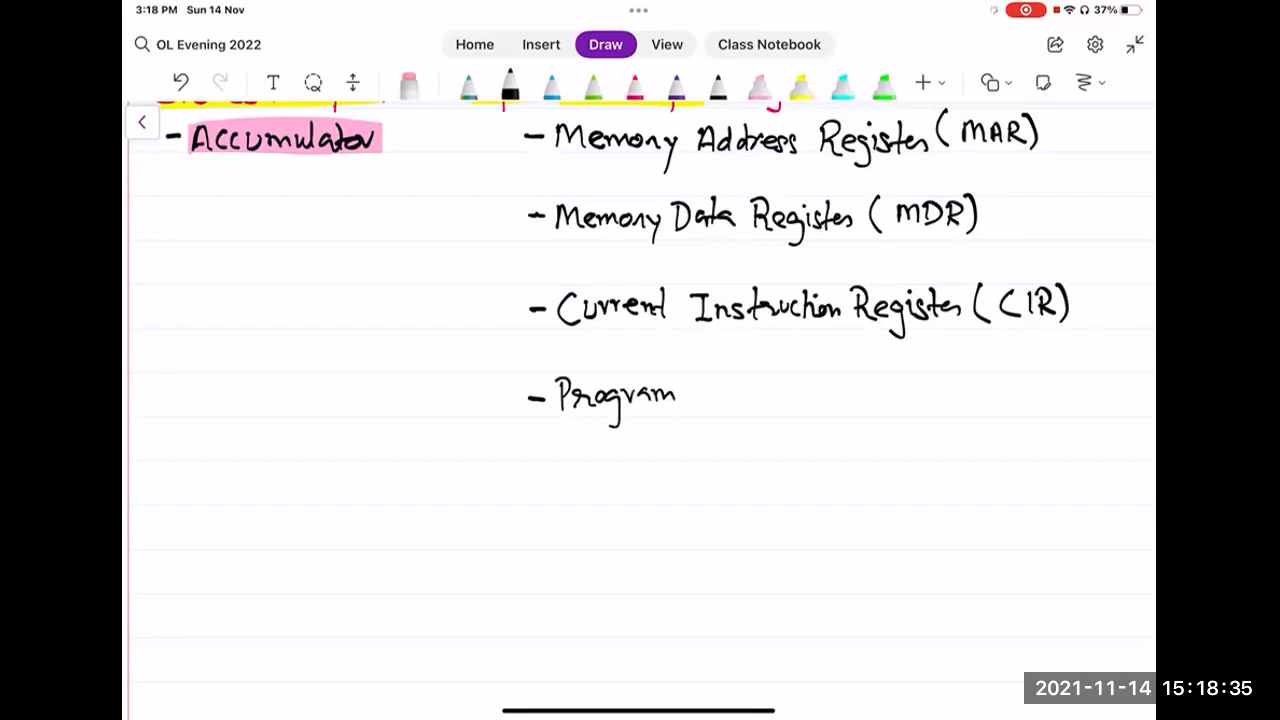 3:18 PM Sun 14 Nov
37%
OL Evening 2022
Home Insert Draw View Class Notebook
T
- Accumulator
- Memory Address Register (MAR)
- Memory Data Register (MDR)
- Current Instruction Register (CIR)
- Program
2021-11-14 15:18:35